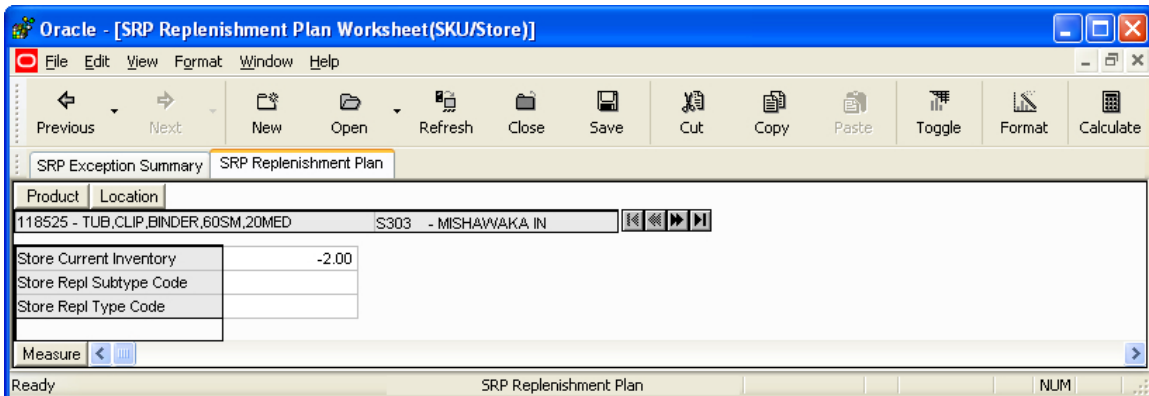 Oracle - [SRP Replenishment Plan Worksheet(SKU/Store)]
File Edit View Format Window Help
Previous Next New Open Refresh Close Save Cut Copy Paste Toggle Format Calculate
SRP Exception Summary SRP Replenishment Plan
Product Location
118525 - TUB,CLIP,BINDER,60SM,20MED S303 - MISHAWAKA IN
Store Current Inventory -2.00
Store Repl Subtype Code
Store Repl Type Code
Measure
Ready SRP Replenishment Plan NUM